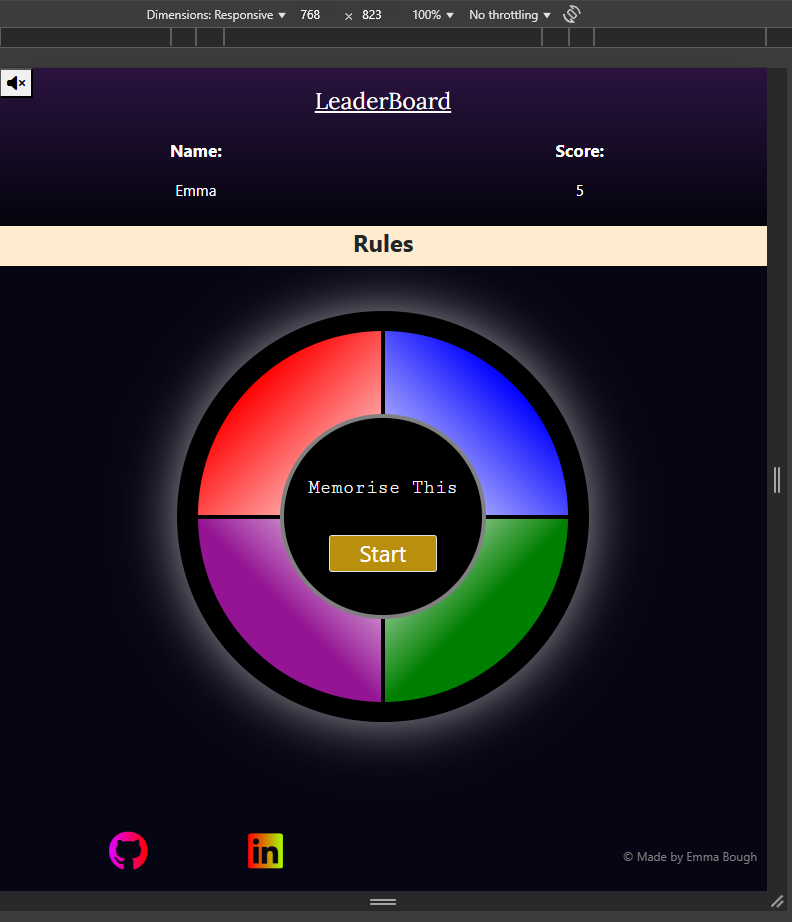 Dimensions: Responsive 768 × 823 100% No throttling
LeaderBoard
Name: Score:
Emma 5
Rules
Memorise This
Start
in
© Made by Emma Bough